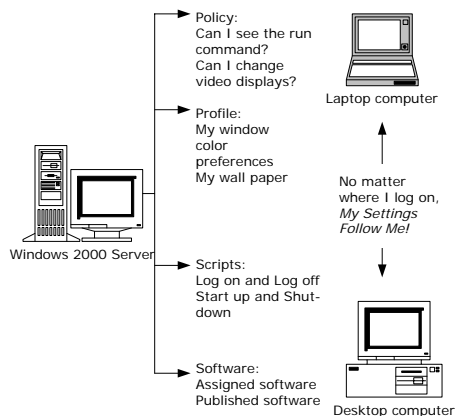 Policy:
Can I see the run
command?
Can I change
video displays?
Laptop computer
Profile:
My window
color
preferences
My wall paper
No matter
where I log on,
My Settings
Follow Me!
Windows 2000 Server
Scripts:
Log on and Log off
Start up and Shut-
down
Software:
Assigned software
Published software
Desktop computer